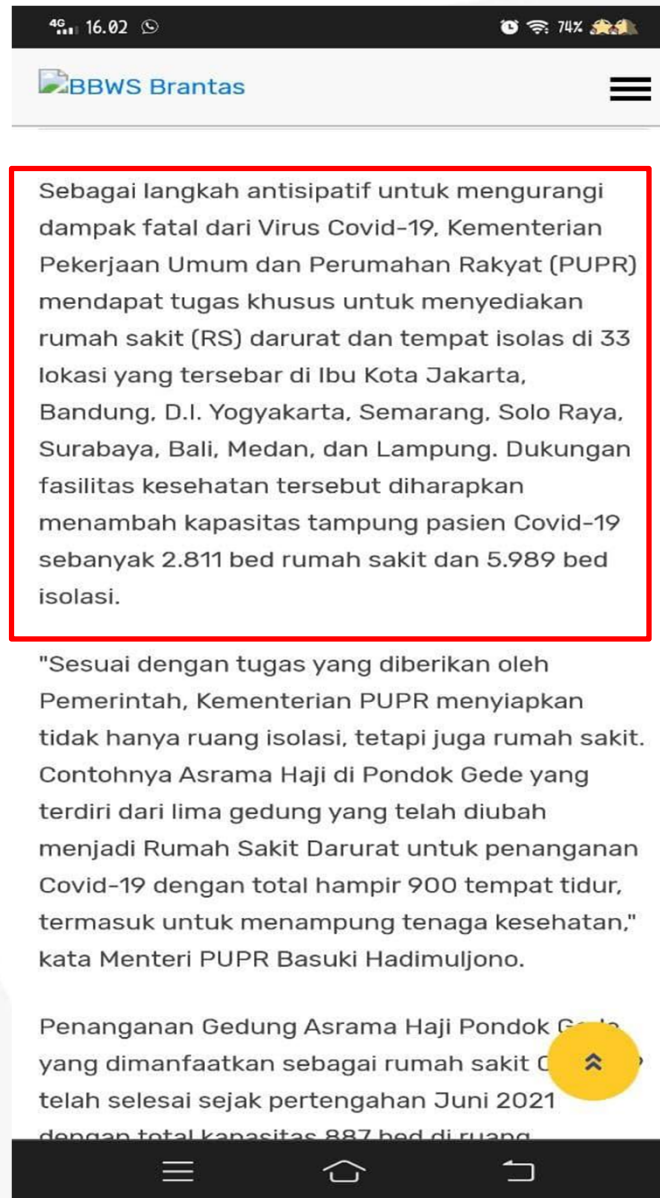 4G 16.02 74%
BBWS Brantas
Sebagai langkah antisipatif untuk mengurangi
dampak fatal dari Virus Covid-19, Kementerian
Pekerjaan Umum dan Perumahan Rakyat (PUPR)
mendapat tugas khusus untuk menyediakan
rumah sakit (RS) darurat dan tempat isolas di 33
lokasi yang tersebar di Ibu Kota Jakarta,
Bandung, D.I. Yogyakarta, Semarang, Solo Raya,
Surabaya, Bali, Medan, dan Lampung. Dukungan
fasilitas kesehatan tersebut diharapkan
menambah kapasitas tampung pasien Covid-19
sebanyak 2.811 bed rumah sakit dan 5.989 bed
isolasi.
"Sesuai dengan tugas yang diberikan oleh
Pemerintah, Kementerian PUPR menyiapkan
tidak hanya ruang isolasi, tetapi juga rumah sakit.
Contohnya Asrama Haji di Pondok Gede yang
terdiri dari lima gedung yang telah diubah
menjadi Rumah Sakit Darurat untuk penanganan
Covid-19 dengan total hampir 900 tempat tidur,
termasuk untuk menampung tenaga kesehatan,"
kata Menteri PUPR Basuki Hadimuljono.
Penanganan Gedung Asrama Haji Pondok
yang dimanfaatkan sebagai rumah sakit
telah selesai sejak pertengahan Juni 2021
dengan total kapasitas 887 bed di ruang